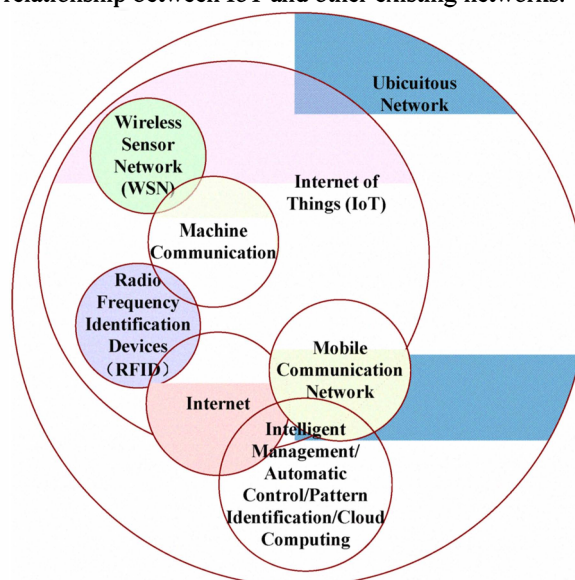 relationship between IoT and other existing networks.
Ubicuitous
Network
Wireless
Sensor
Network
(WSN)
Internet of
Things (IoT)
Machine
Communication
Radio
Frequency
Identification
Devices
（RFID）
Mobile
Communication
Network
Internet
Intelligent
Management/
Automatic
Control/Pattern
Identification/Cloud
Computing